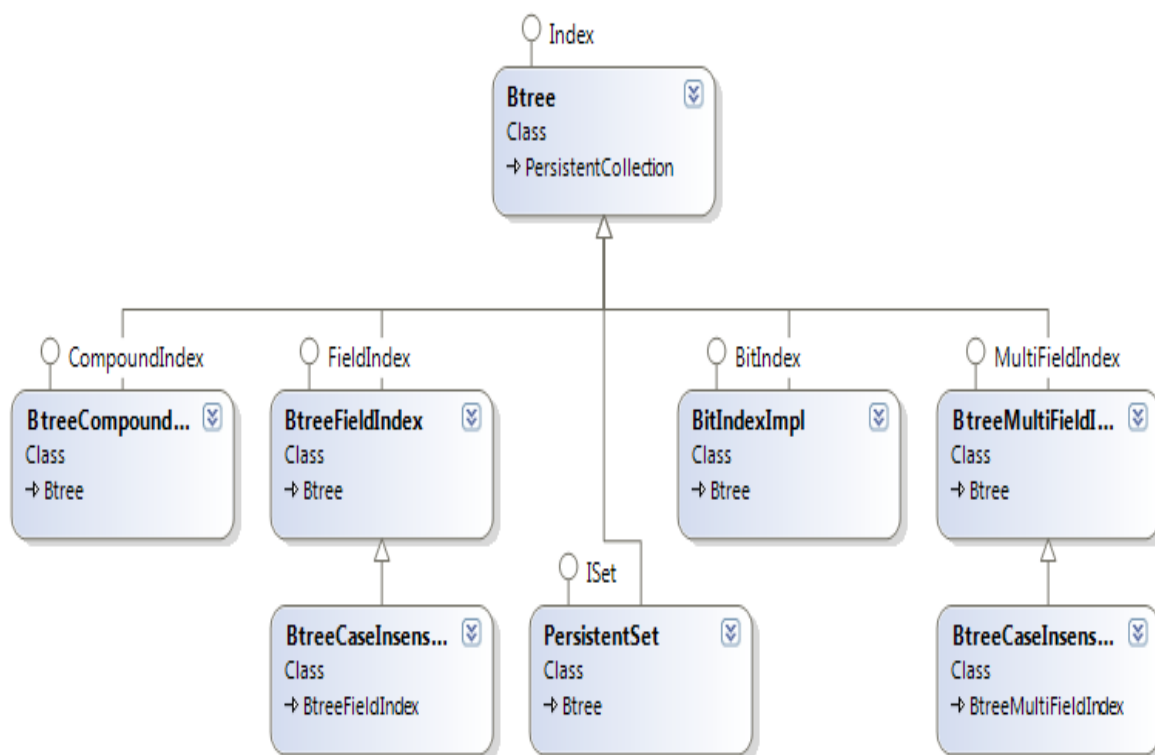 Index
Btree
Class
PersistentCollection
CompoundIndex
FieldIndex
BitIndex
MultiFieldIndex
BtreeCompound...
Class
Btree
BtreeFieldIndex
Class
Btree
BitIndexImpl
Class
Btree
BtreeMultiFieldI...
Class
Btree
ISet
BtreeCaseInsens...
Class
BtreeFieldIndex
PersistentSet
Class
Btree
BtreeCaseInsens...
Class
BtreeMultiFieldIndex